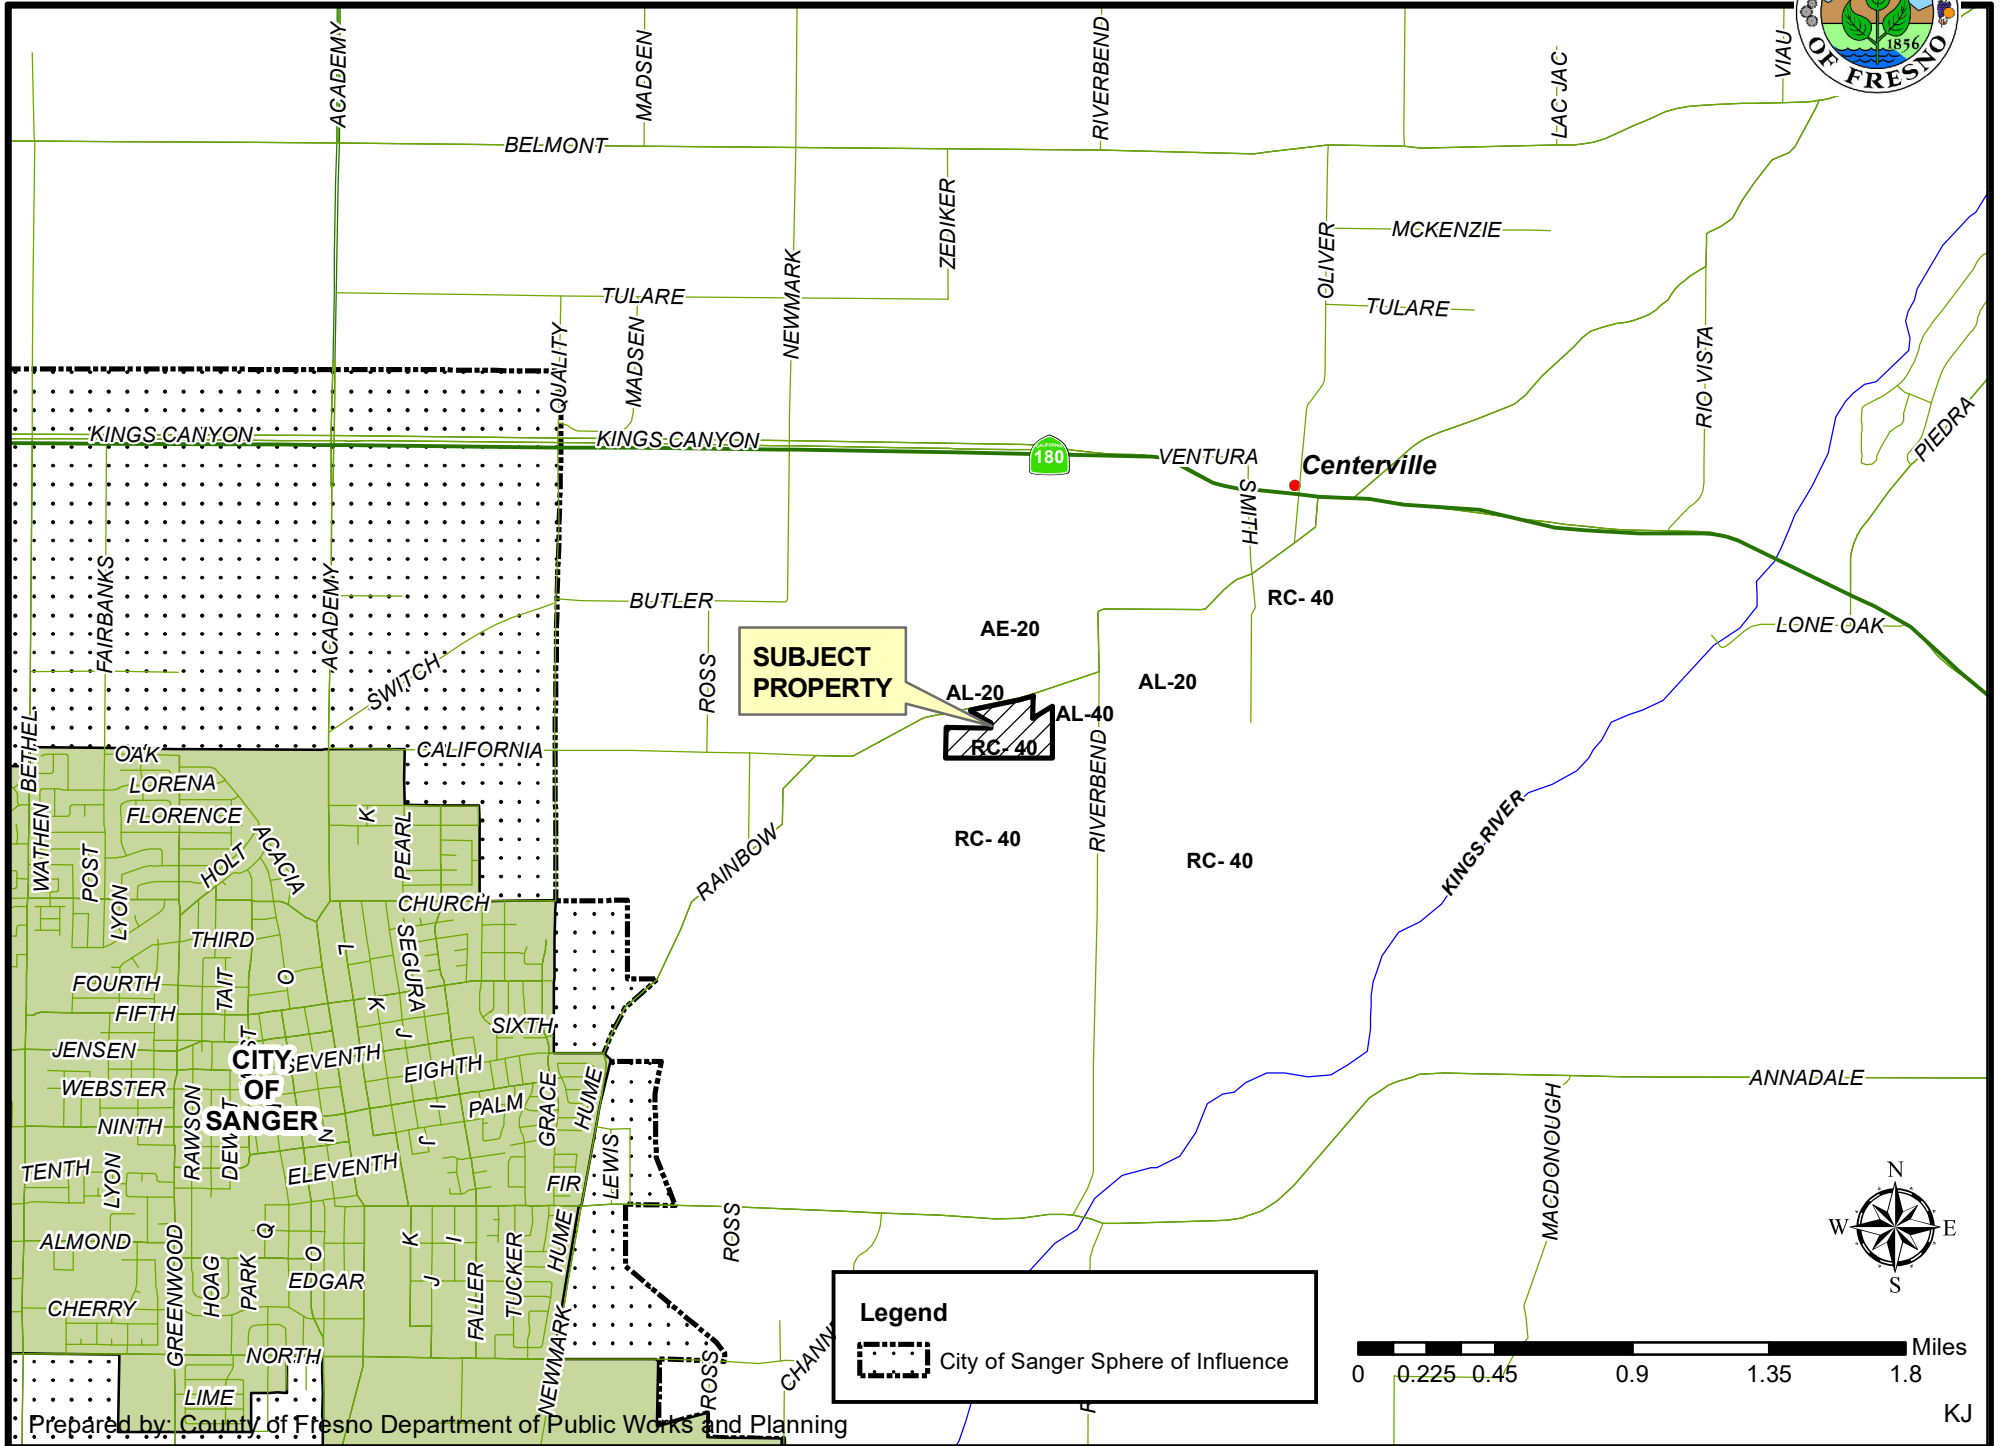 1856
OF FRESNO
ACADEMY
MADSEN
RIVERBEND
LAC JAC
VIAU
BELMONT
ZEDIKER
MCKENZIE
OLIVER
NEWMARK
TULARE
TULARE
QUALITY
MADSEN
RIO VISTA
PIEDRA
KINGS CANYON
KINGS CANYON
CALIFORNIA
180
VENTURA
Centerville
SMITH
FAIRBANKS
ACADEMY
BUTLER
RC- 40
AE-20
LONE OAK
SUBJECT
PROPERTY
ROSS
SWITCH
AL-20
AL-20
AL-40
RC- 40
BETHEL
OAK
CALIFORNIA
LORENA
FLORENCE
WATHEN
POST
LYON
HOLT
ACACIA
K
PEARL
RAINBOW
RC- 40
RIVERBEND
RC- 40
KINGS RIVER
CHURCH
THIRD
L
SEGURA
FOURTH
TAIT
O
K
FIFTH
J
SIXTH
JENSEN
CITY
OF
SANGER
SEVENTH
EIGHTH
WEBSTER
NINTH
RAWSON
N
I
PALM
GRACE
HUME
J
TENTH
LYON
ELEVENTH
FIR
LEWIS
ANNADALE
MACDONOUGH
ALMOND
GREENWOOD
HOAG
PARK
Q
O
EDGAR
K
I
J
FALLER
TUCKER
HUME
ROSS
CHERRY
NORTH
LIME
NEWMARK
ROSS
Legend
City of Sanger Sphere of Influence
N
W
E
S
Miles
0 0.225 0.45 0.9 1.35 1.8
Prepared by: County of Fresno Department of Public Works and Planning
KJ